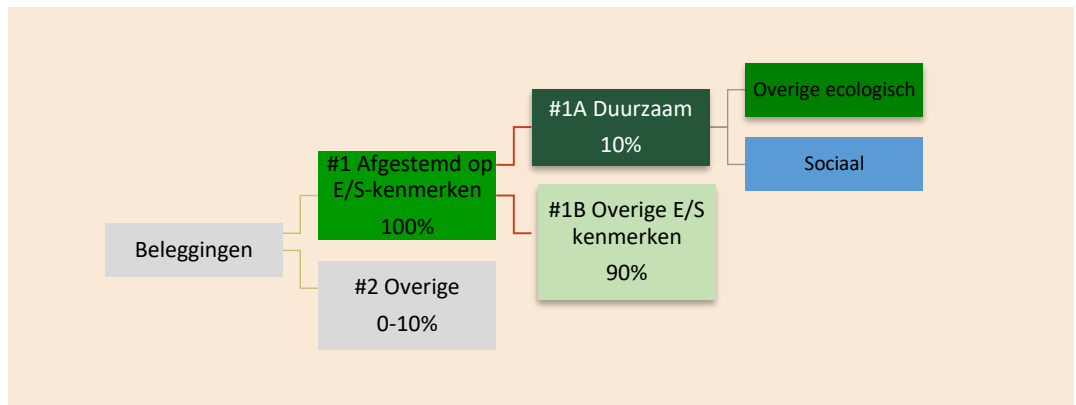 Beleggingen
#1 Afgestemd op
E/S-kenmerken
100%
#2 Overige
0-10%
#1A Duurzaam
10%
#1B Overige E/S
kenmerken
90%
Overige ecologisch
Sociaal